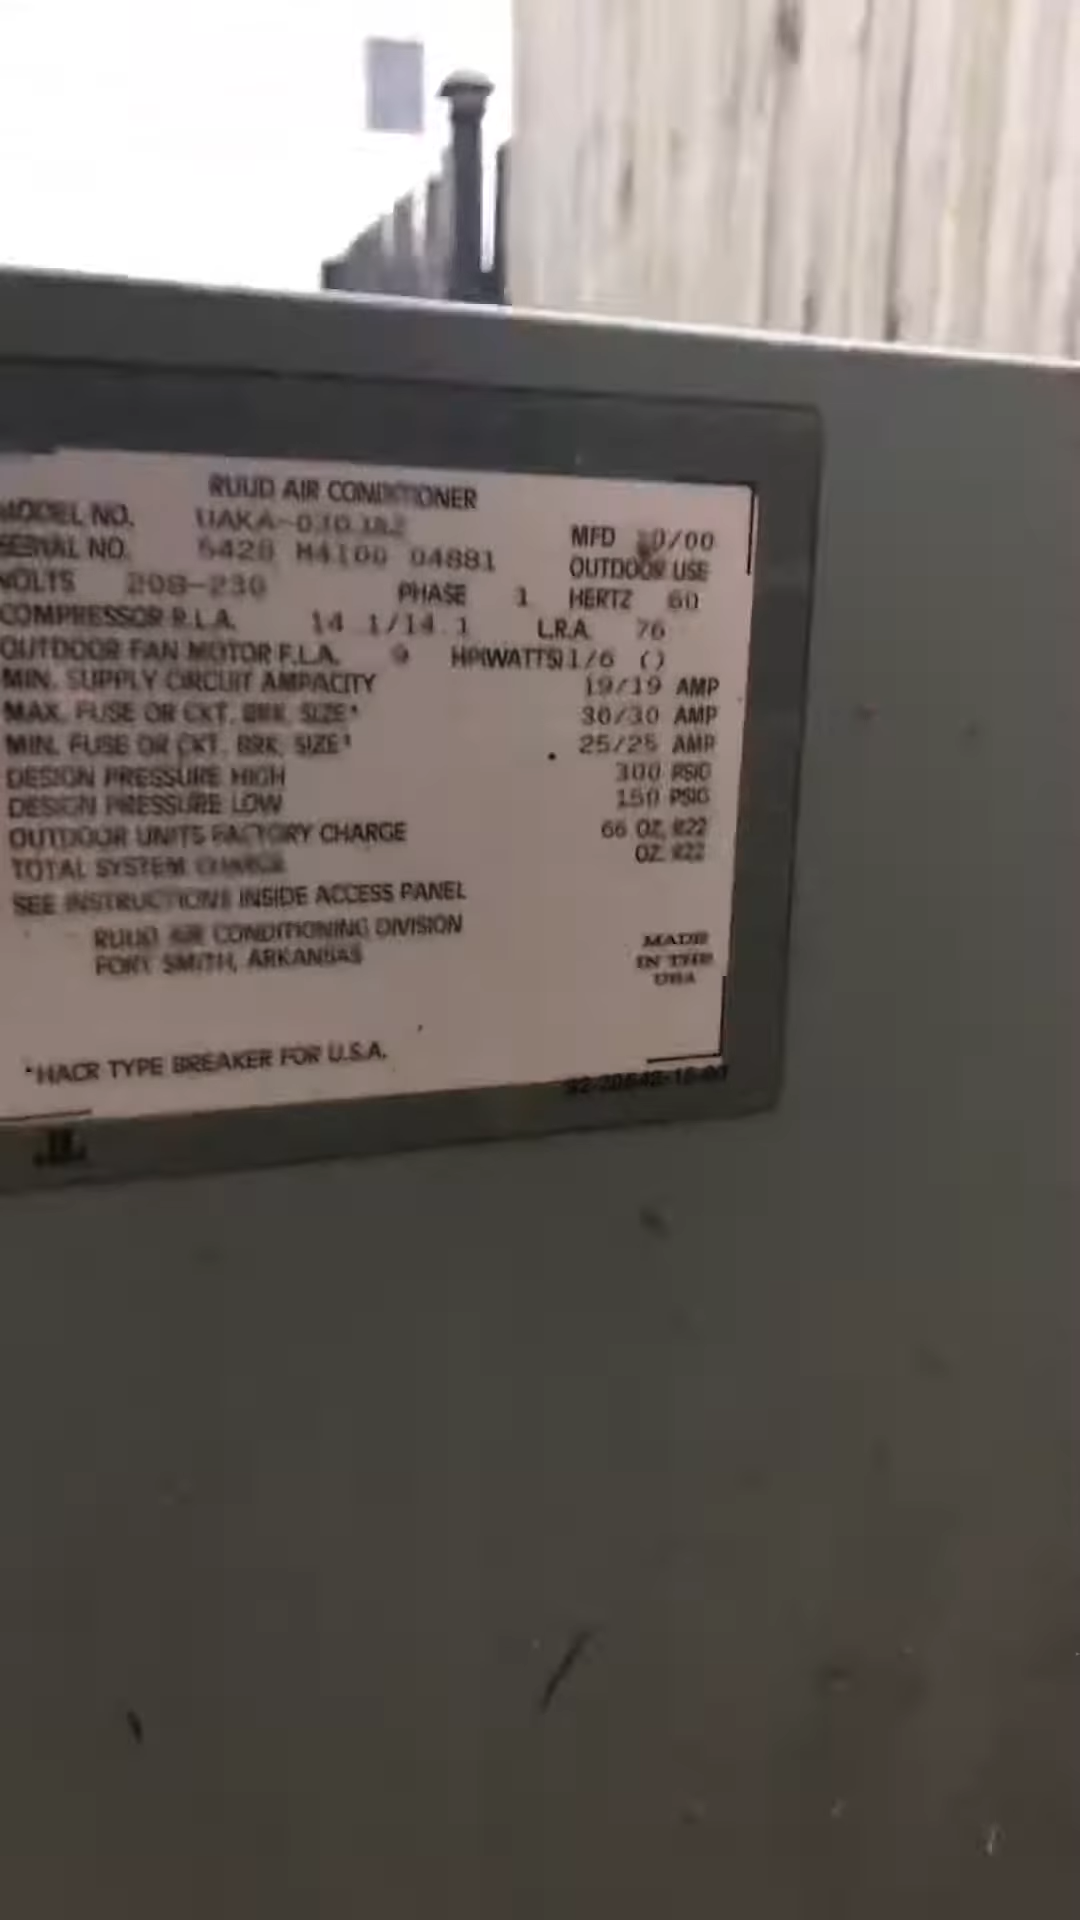 RUUD AIR CONDITIONER
MODEL NO. UAKA-030JAZ
SERIAL NO. 5428 M4100 04881 MFD 10/00
OUTDOOR USE
VOLTS 208-230 PHASE 1 HERTZ 60
COMPRESSOR R.L.A. 14.1/14.1 L.R.A. 76
OUTDOOR FAN MOTOR F.L.A. 9 HP(WATTS) 1/6 ()
MIN. SUPPLY CIRCUIT AMPACITY 19/19 AMP
MAX. FUSE OR CKT. BRK. SIZE* 30/30 AMP
MIN. FUSE OR CKT. BRK. SIZE* 25/25 AMP
DESIGN PRESSURE HIGH 300 PSIG
DESIGN PRESSURE LOW 150 PSIG
OUTDOOR UNITS FACTORY CHARGE 66 OZ. R22
TOTAL SYSTEM CHARGE OZ. R22
SEE INSTRUCTIONS INSIDE ACCESS PANEL
RUUD AIR CONDITIONING DIVISION
FORT SMITH, ARKANSAS
MADE
IN THE
USA
*HACR TYPE BREAKER FOR U.S.A.